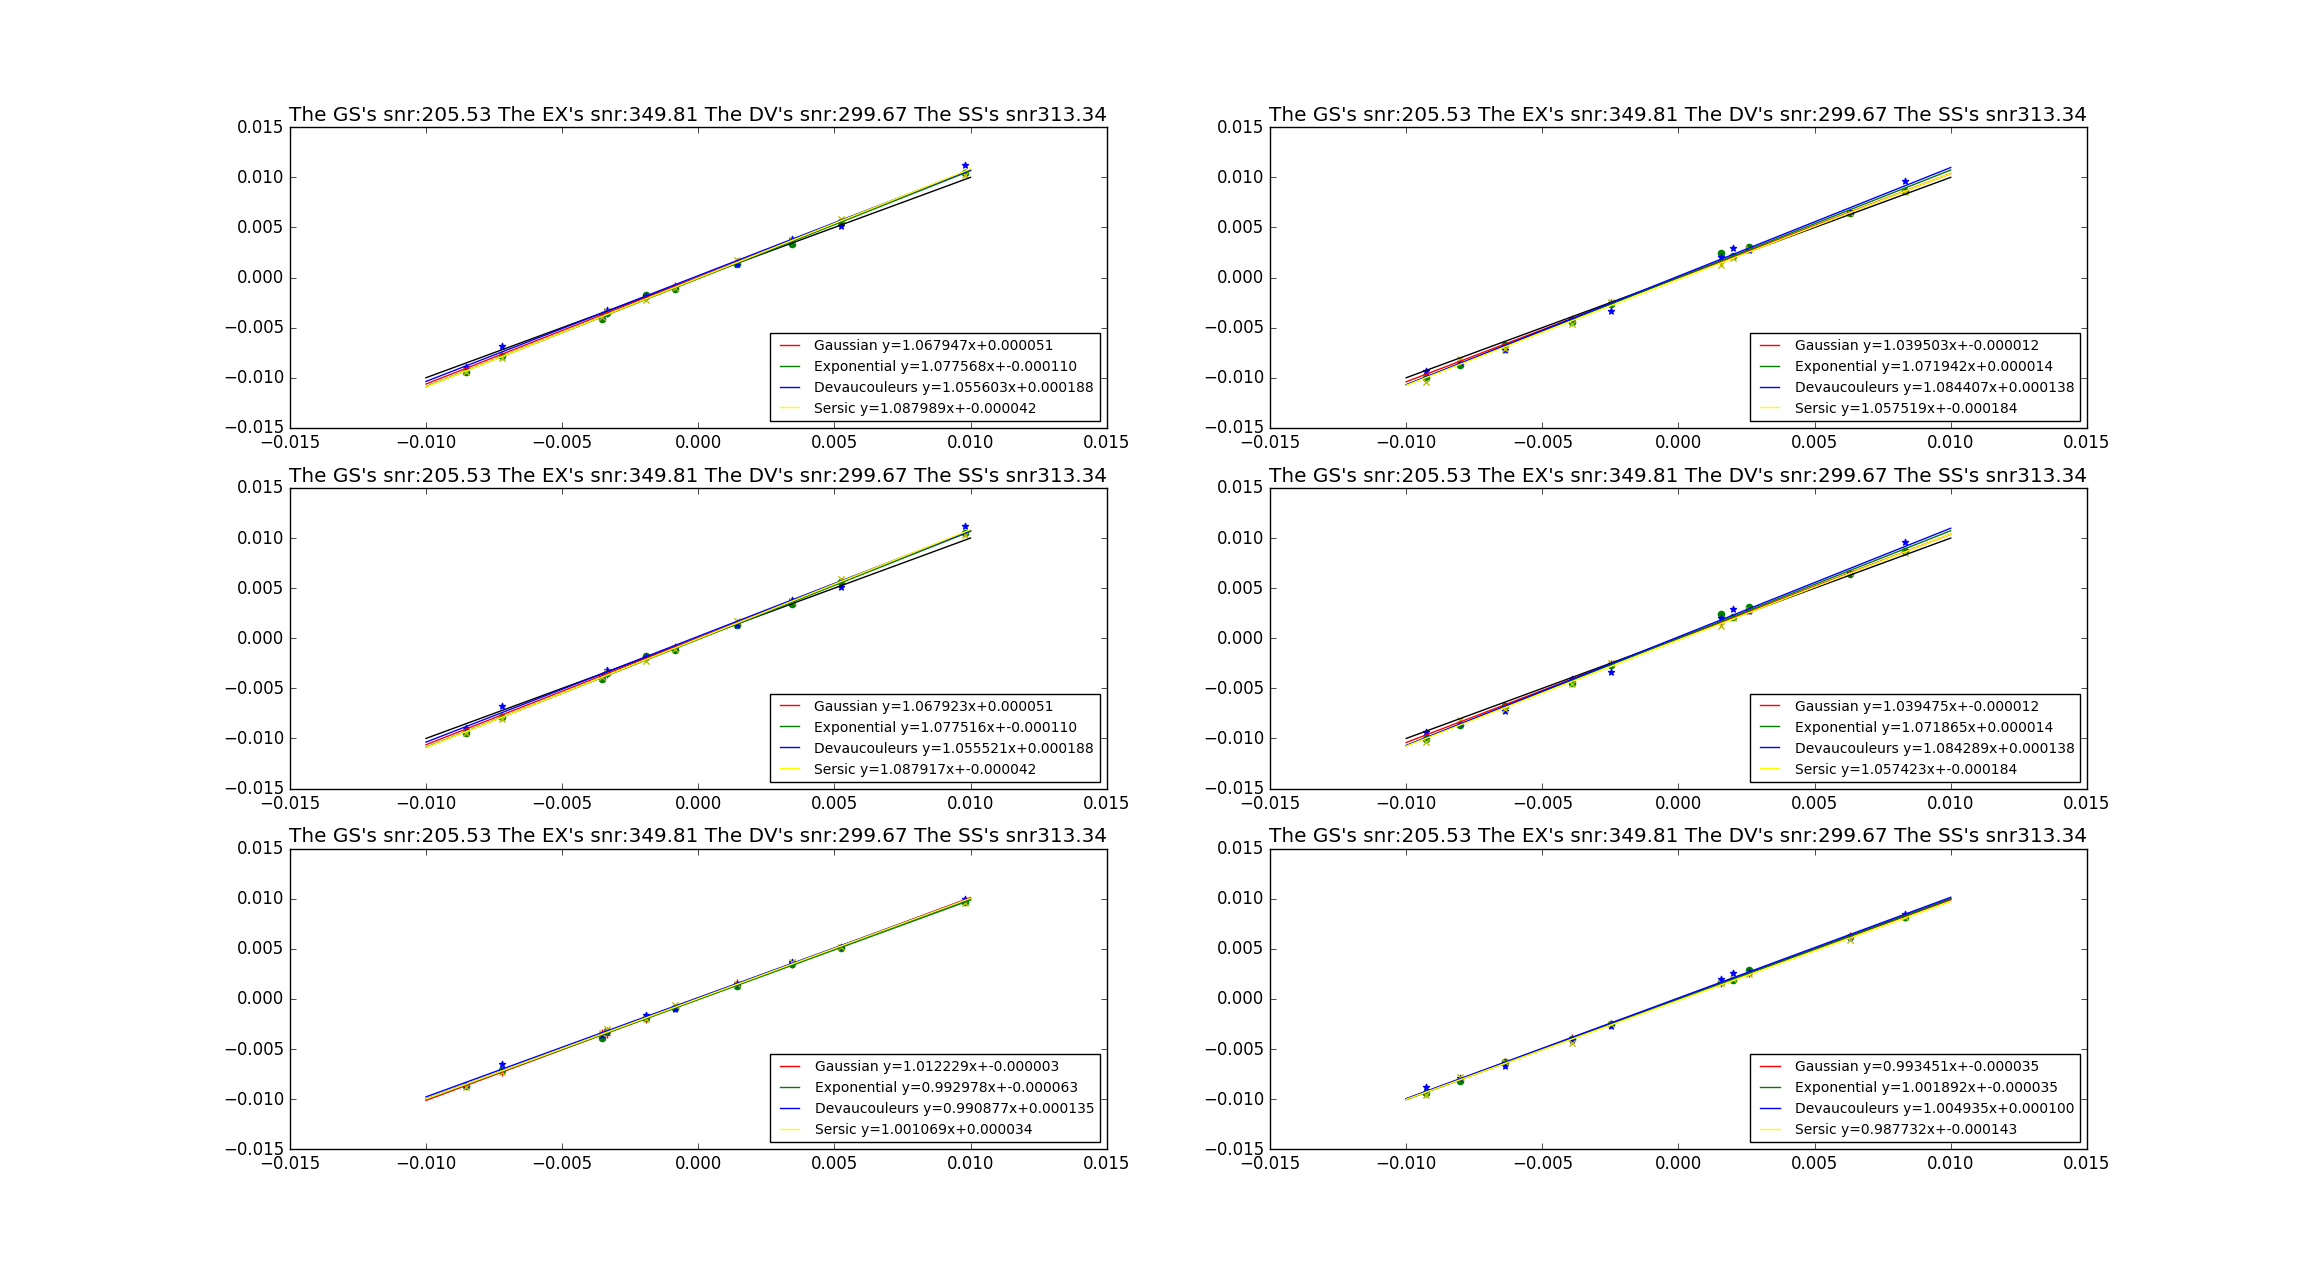 The GS's snr:205.53 The EX's snr:349.81 The DV's snr:299.67 The SS's snr313.34
0.015
0.010
0.005
0.000
−0.005
−0.010
−0.015
Gaussian y=1.067947x+0.000051
Exponential y=1.077568x+-0.000110
Devaucouleurs y=1.055603x+0.000188
Sersic y=1.087989x+-0.000042
−0.015 −0.010 −0.005 0.000 0.005 0.010 0.015
The GS's snr:205.53 The EX's snr:349.81 The DV's snr:299.67 The SS's snr313.34
0.015
0.010
0.005
0.000
−0.005
−0.010
−0.015
Gaussian y=1.039503x+-0.000012
Exponential y=1.071942x+0.000014
Devaucouleurs y=1.084407x+0.000138
Sersic y=1.057519x+-0.000184
−0.015 −0.010 −0.005 0.000 0.005 0.010 0.015
The GS's snr:205.53 The EX's snr:349.81 The DV's snr:299.67 The SS's snr313.34
0.015
0.010
0.005
0.000
−0.005
−0.010
−0.015
Gaussian y=1.067923x+0.000051
Exponential y=1.077516x+-0.000110
Devaucouleurs y=1.055521x+0.000188
Sersic y=1.087917x+-0.000042
−0.015 −0.010 −0.005 0.000 0.005 0.010 0.015
The GS's snr:205.53 The EX's snr:349.81 The DV's snr:299.67 The SS's snr313.34
0.015
0.010
0.005
0.000
−0.005
−0.010
−0.015
Gaussian y=1.039475x+-0.000012
Exponential y=1.071865x+0.000014
Devaucouleurs y=1.084289x+0.000138
Sersic y=1.057423x+-0.000184
−0.015 −0.010 −0.005 0.000 0.005 0.010 0.015
The GS's snr:205.53 The EX's snr:349.81 The DV's snr:299.67 The SS's snr313.34
0.015
0.010
0.005
0.000
−0.005
−0.010
−0.015
Gaussian y=1.012229x+-0.000003
Exponential y=0.992978x+-0.000063
Devaucouleurs y=0.990877x+0.000135
Sersic y=1.001069x+0.000034
−0.015 −0.010 −0.005 0.000 0.005 0.010 0.015
The GS's snr:205.53 The EX's snr:349.81 The DV's snr:299.67 The SS's snr313.34
0.015
0.010
0.005
0.000
−0.005
−0.010
−0.015
Gaussian y=0.993451x+-0.000035
Exponential y=1.001892x+-0.000035
Devaucouleurs y=1.004935x+0.000100
Sersic y=0.987732x+-0.000143
−0.015 −0.010 −0.005 0.000 0.005 0.010 0.015